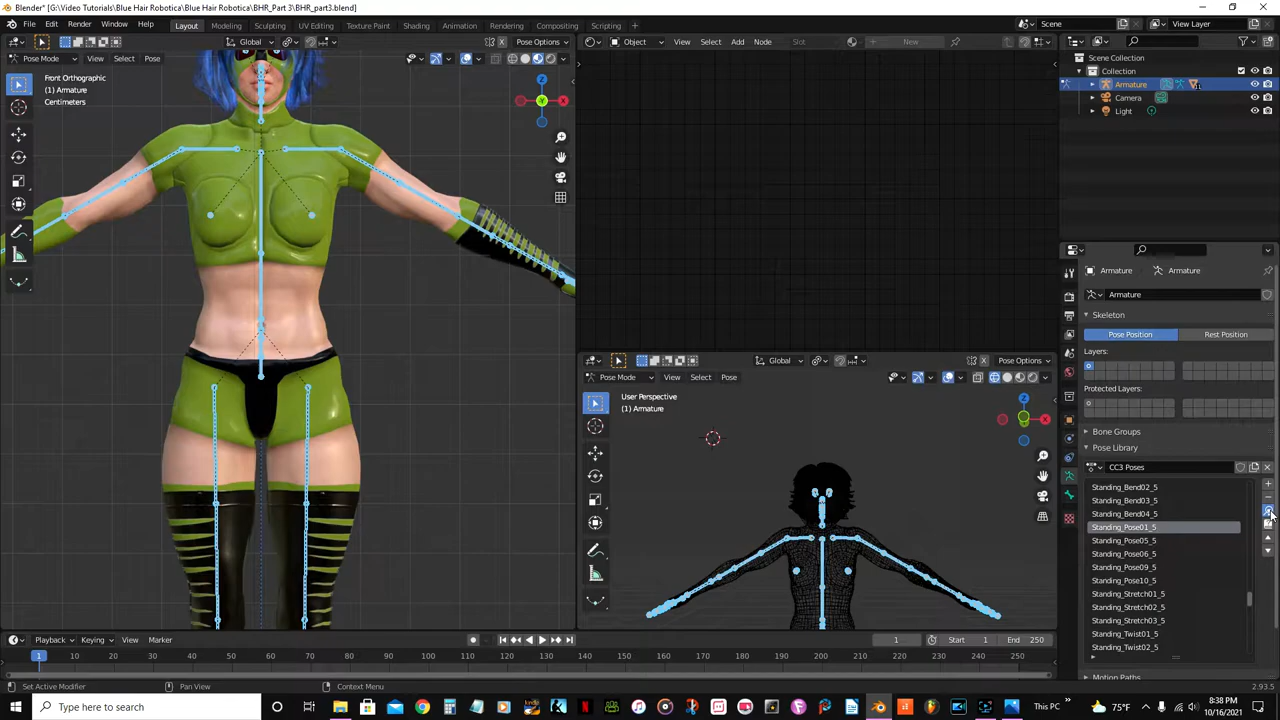 Blender* [G:\Video Tutorials\Blue Hair Robotica\BHR_Part 3\BHR_part3.blend]
File Edit Render Window Help Layout Modeling Sculpting UV Editing Texture Paint Shading Animation Rendering Compositing Scripting Scene View Layer
Global Pose Options
Object View Select Add Node Slot New
Pose Mode View Select Pose
Front Orthographic
(1) Armature
Centimeters
Scene Collection
Collection
Armature
Camera
Light
Armature Armature
Armature
Skeleton
Pose Position Rest Position
Layers:
Protected Layers:
Bone Groups
Pose Library
CC3 Poses
Standing_Bend02_5
Standing_Bend03_5
Standing_Bend04_5
Standing_Pose01_5
Standing_Pose05_5
Standing_Pose06_5
Standing_Pose09_5
Standing_Pose10_5
Standing_Stretch01_5
Standing_Stretch02_5
Standing_Stretch03_5
Standing_Twist01_5
Standing_Twist02_5
Motion Paths
Global Pose Options
Pose Mode View Select Pose
User Perspective
(1) Armature
Playback Keying View Marker 1 Start 1 End 250
1 10 20 30 40 50 60 70 80 90 100 110 120 130 140 150 160 170 180 190 200 210 220 230 240 250
Set Active Modifier Pan View Context Menu 2.93.5
Type here to search This PC 75°F 8:38 PM
10/16/2021